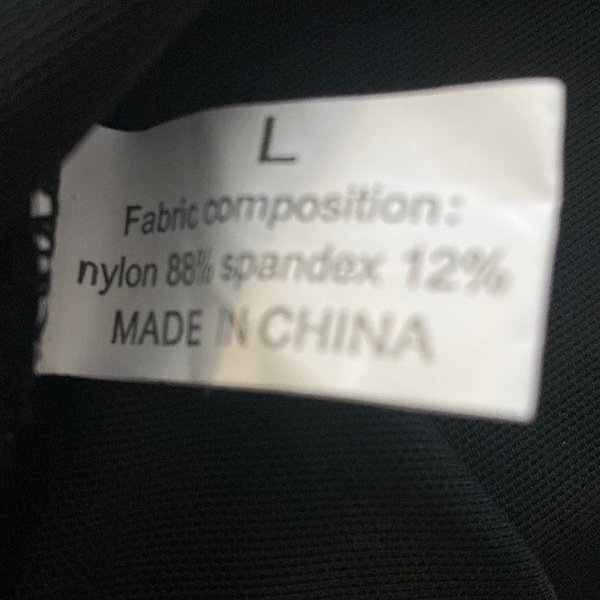 L
Fabric composition:
nylon 88% spandex 12%
MADE IN CHINA